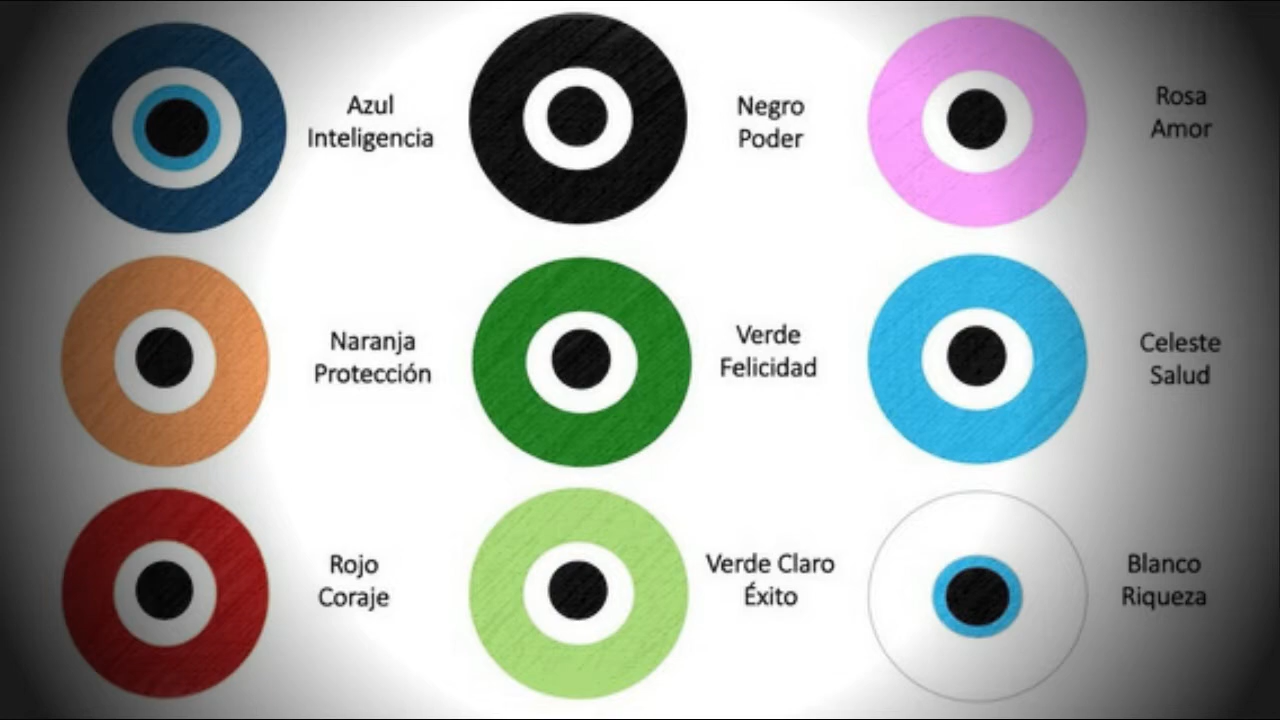 Azul
Inteligencia
Negro
Poder
Rosa
Amor
Naranja
Protección
Verde
Felicidad
Celeste
Salud
Rojo
Coraje
Verde Claro
Éxito
Blanco
Riqueza